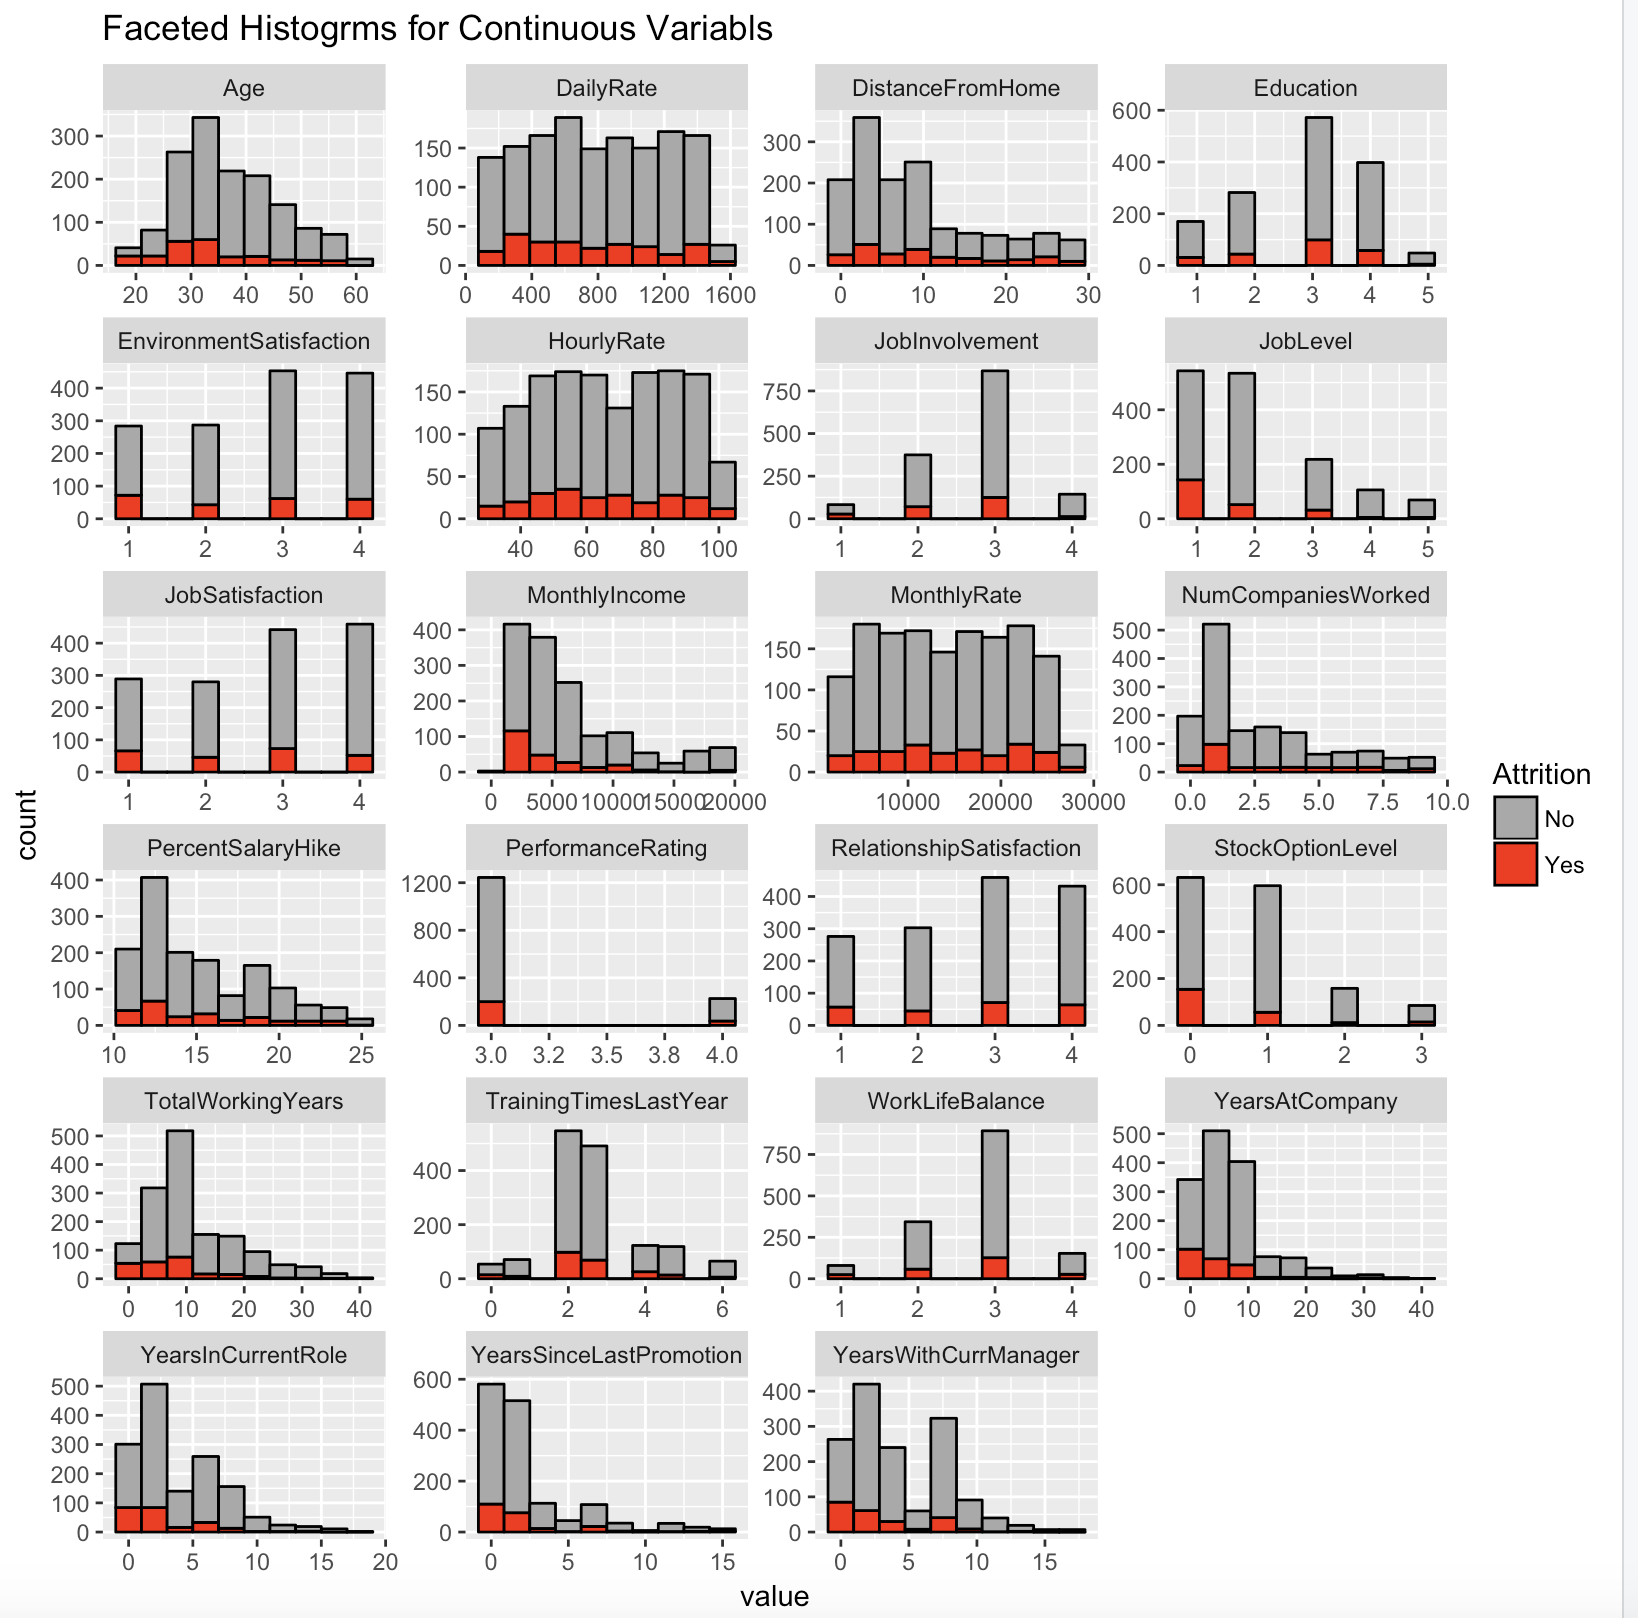 Faceted Histogrms for Continuous Variabls
Age DailyRate DistanceFromHome Education
300 200 100 0
20 30 40 50 60
150 100 50 0
0 400 800 1200 1600
300 200 100 0
0 10 20 30
600 400 200 0
1 2 3 4 5
EnvironmentSatisfaction HourlyRate JobInvolvement JobLevel
400 300 200 100 0
1 2 3 4
150 100 50 0
40 60 80 100
750 500 250 0
1 2 3 4
400 200 0
1 2 3 4 5
JobSatisfaction MonthlyIncome MonthlyRate NumCompaniesWorked
400 300 200 100 0
1 2 3 4
400 300 200 100 0
0 5000 10000 15000 20000
150 100 50 0
10000 20000 30000
500 400 300 200 100 0
0.0 2.5 5.0 7.5 10.0
PercentSalaryHike PerformanceRating RelationshipSatisfaction StockOptionLevel
400 300 200 100 0
10 15 20 25
1200 800 400 0
3.0 3.2 3.5 3.8 4.0
400 300 200 100 0
1 2 3 4
600 400 200 0
0 1 2 3
TotalWorkingYears TrainingTimesLastYear WorkLifeBalance YearsAtCompany
500 400 300 200 100 0
0 10 20 30 40
400 200 0
0 2 4 6
750 500 250 0
1 2 3 4
500 400 300 200 100 0
0 10 20 30 40
YearsInCurrentRole YearsSinceLastPromotion YearsWithCurrManager
500 400 300 200 100 0
0 5 10 15 20
600 400 200 0
0 5 10 15
400 300 200 100 0
0 5 10 15
count
value
Attrition
No
Yes